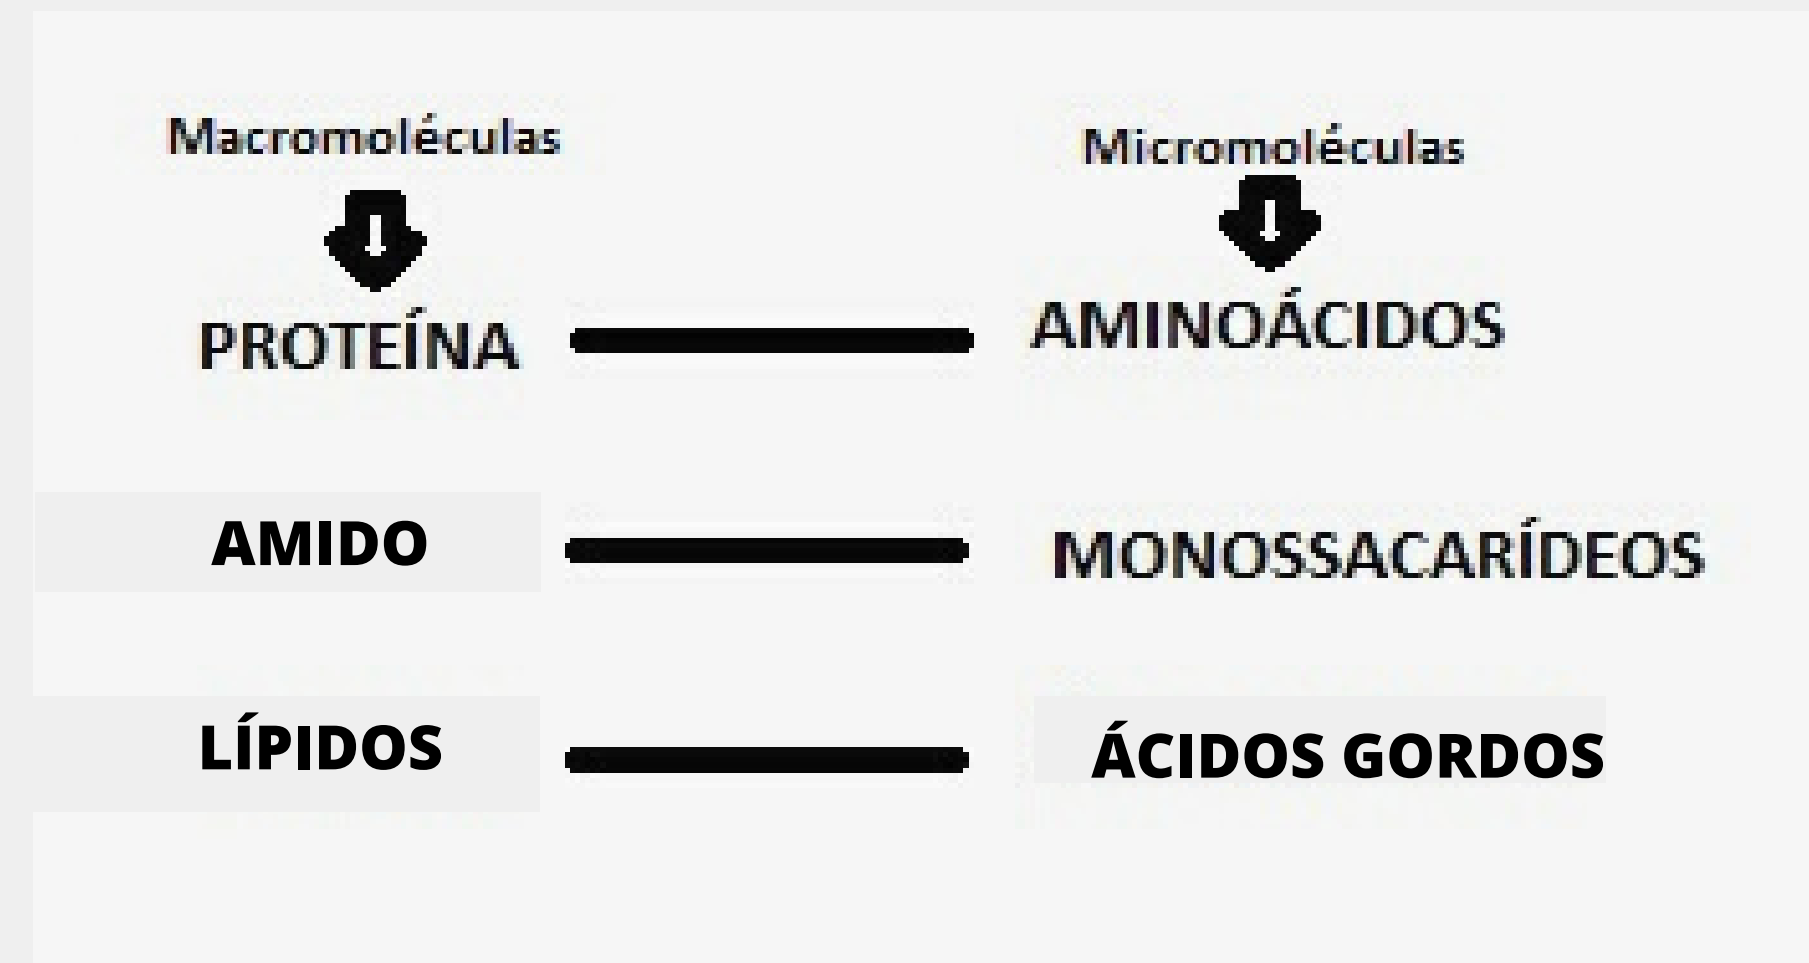 Macromoléculas
Micromoléculas
PROTEÍNA
AMINOÁCIDOS
AMIDO
MONOSSACARÍDEOS
LÍPIDOS
ÁCIDOS GORDOS